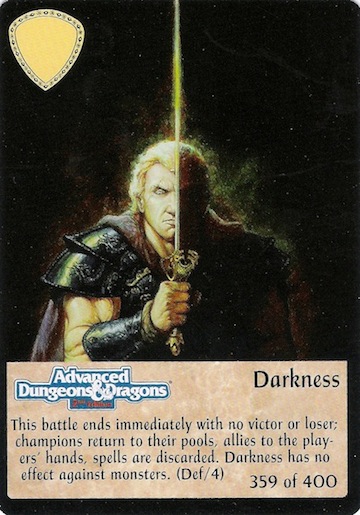 Advanced
Dungeons & Dragons
2nd Edition
Darkness
This battle ends immediately with no victor or loser;
champions return to their pools, allies to the play-
ers' hands, spells are discarded. Darkness has no
effect against monsters. (Def/4)
359 of 400